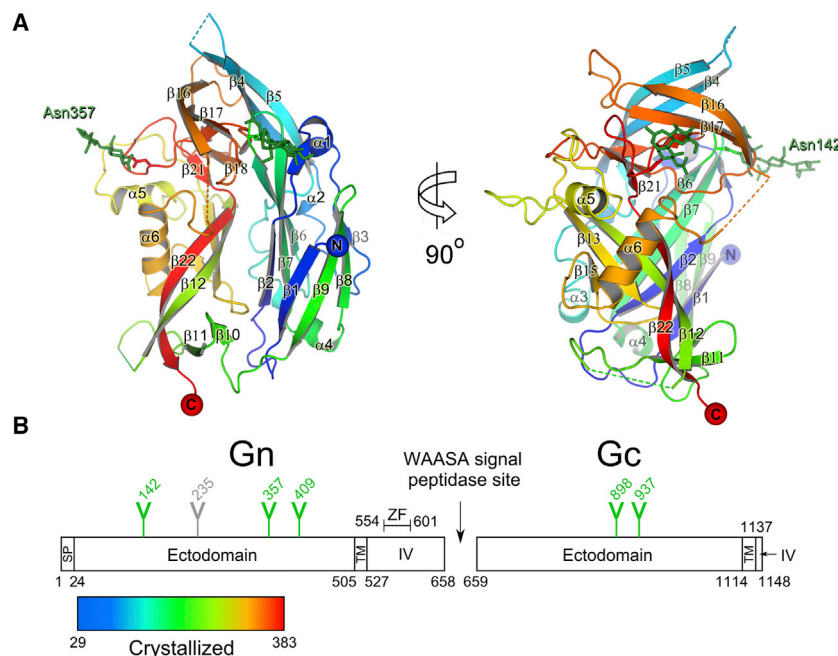 A
Asn357
β16
β4
β5
β17
α1
β18
β21
α5
α2
α6
β6
β3
N
β22
β7
β12
β2
β1
β9
β8
β11
β10
α4
C
90°
β5
β4
β16
β17
Asn142
β21
β6
α5
β7
β13
α6
β2
β9
N
β15
β8
α3
β1
β22
α4
β12
β11
C
B
Gn
WAASA signal
peptidase site
Gc
142
235
357
409
898
937
554 ZF 601
1137
SP
Ectodomain
TM
IV
Ectodomain
TM
IV
1 24
505 527
658 659
1114 1148
29
383
Crystallized